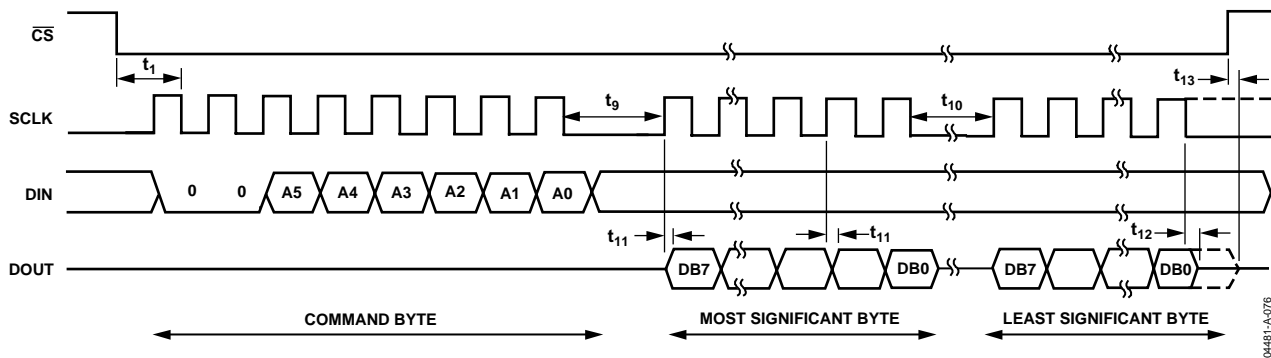 CS
t1
t13
SCLK
t9
t10
DIN
0 0 A5 A4 A3 A2 A1 A0
t12
t11
t11
DOUT
DB7 DB0 DB7 DB0
COMMAND BYTE
MOST SIGNIFICANT BYTE
LEAST SIGNIFICANT BYTE
04481-A-076